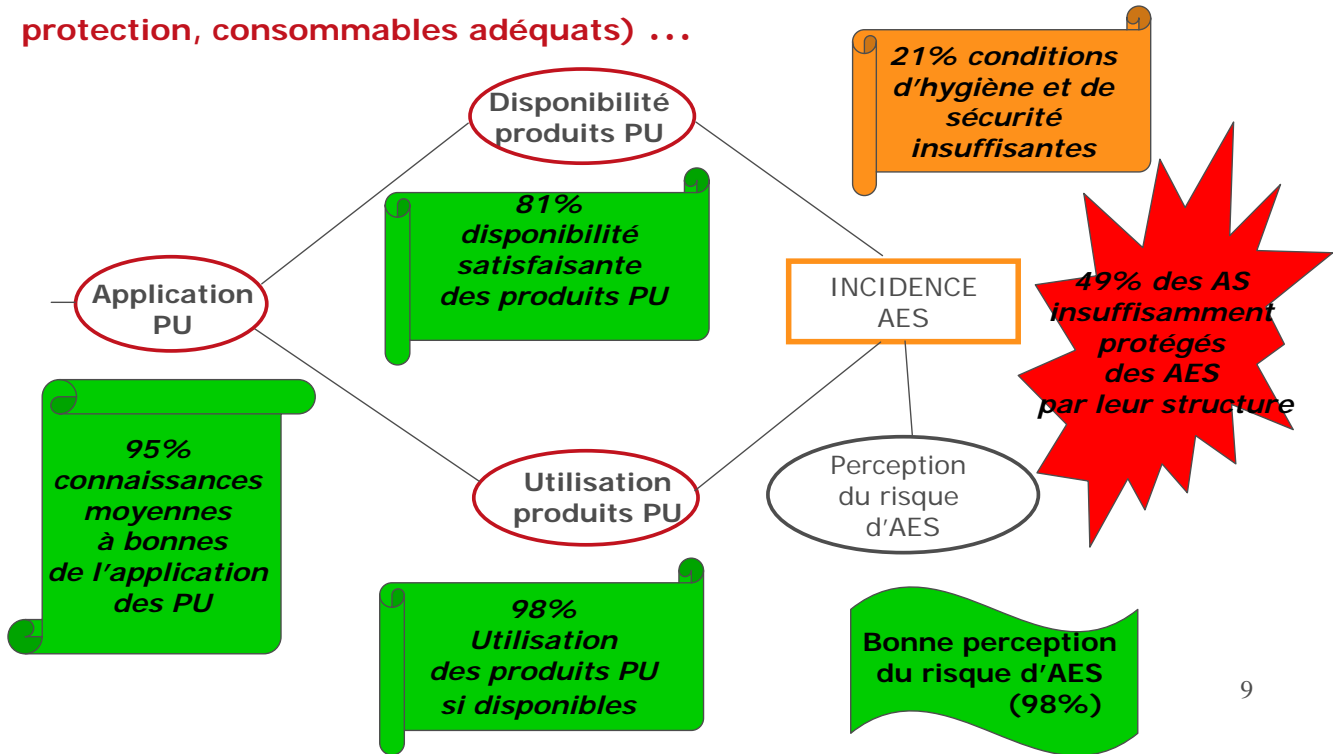 protection, consommables adéquats) ...
21% conditions
d'hygiène et de
sécurité
insuffisantes
Disponibilité
produits PU
81%
disponibilité
satisfaisante
des produits PU
Application
PU
INCIDENCE
AES
49% des AS
insuffisamment
protégés
des AES
par leur structure
95%
connaissances
moyennes
à bonnes
de l'application
des PU
Utilisation
produits PU
Perception
du risque
d'AES
98%
Utilisation
des produits PU
si disponibles
Bonne perception
du risque d'AES
(98%)
9